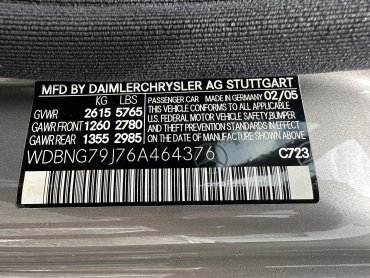 MFD BY DAIMLERCHRYSLER AG STUTTGART
KG LBS
GVWR 2615 5765
GAWR FRONT 1260 2780
GAWR REAR 1355 2985
MADE IN GERMANY 02/05
PASSENGER CAR
THIS VEHICLE CONFORMS TO ALL APPLICABLE
U.S. FEDERAL MOTOR VEHICLE SAFETY, BUMPER
AND THEFT PREVENTION STANDARDS IN EFFECT ON
THE DATE OF MANUFACTURE SHOWN ABOVE
WDBNG79J76A464376
C723